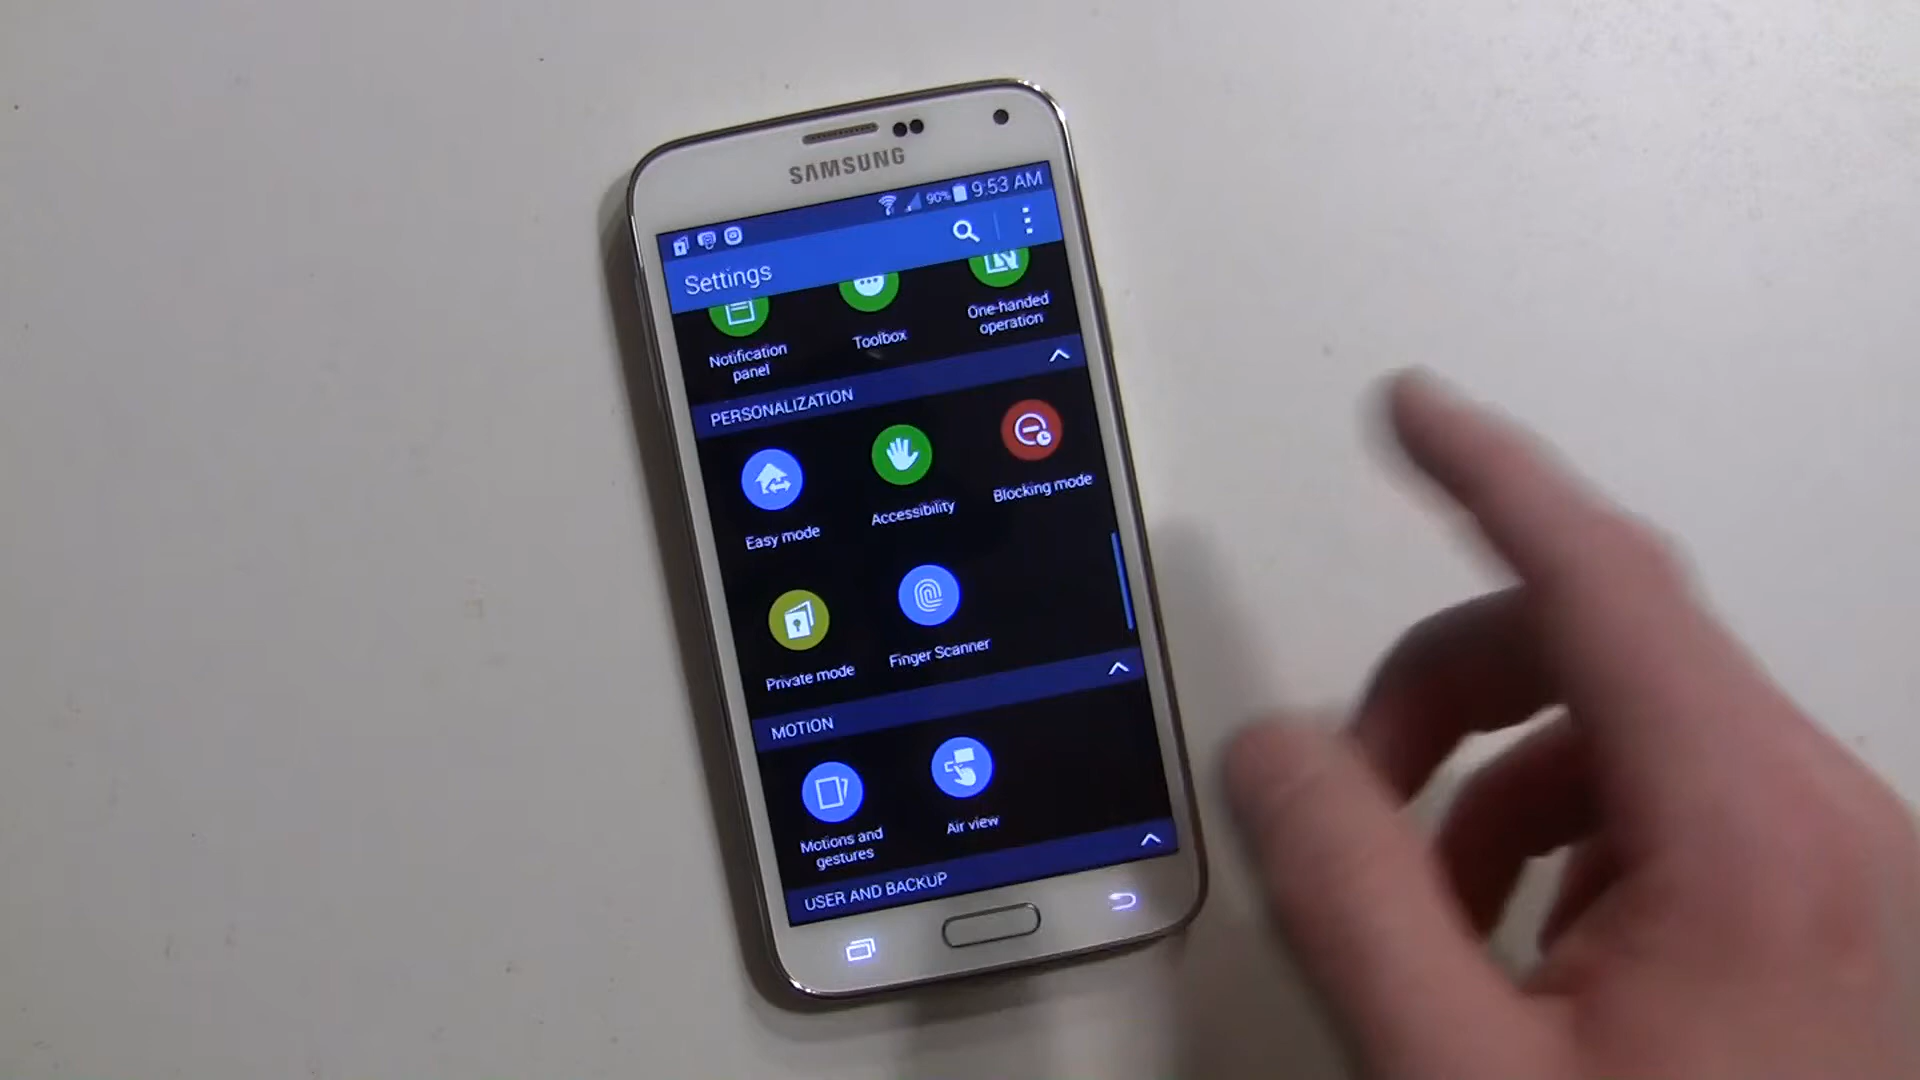 SAMSUNG
90% 9:53 AM
Settings
Notification
panel
Toolbox
One-handed
operation
PERSONALIZATION
Easy mode
Accessibility
Blocking mode
Private mode
Finger Scanner
MOTION
Motions and
gestures
Air view
USER AND BACKUP